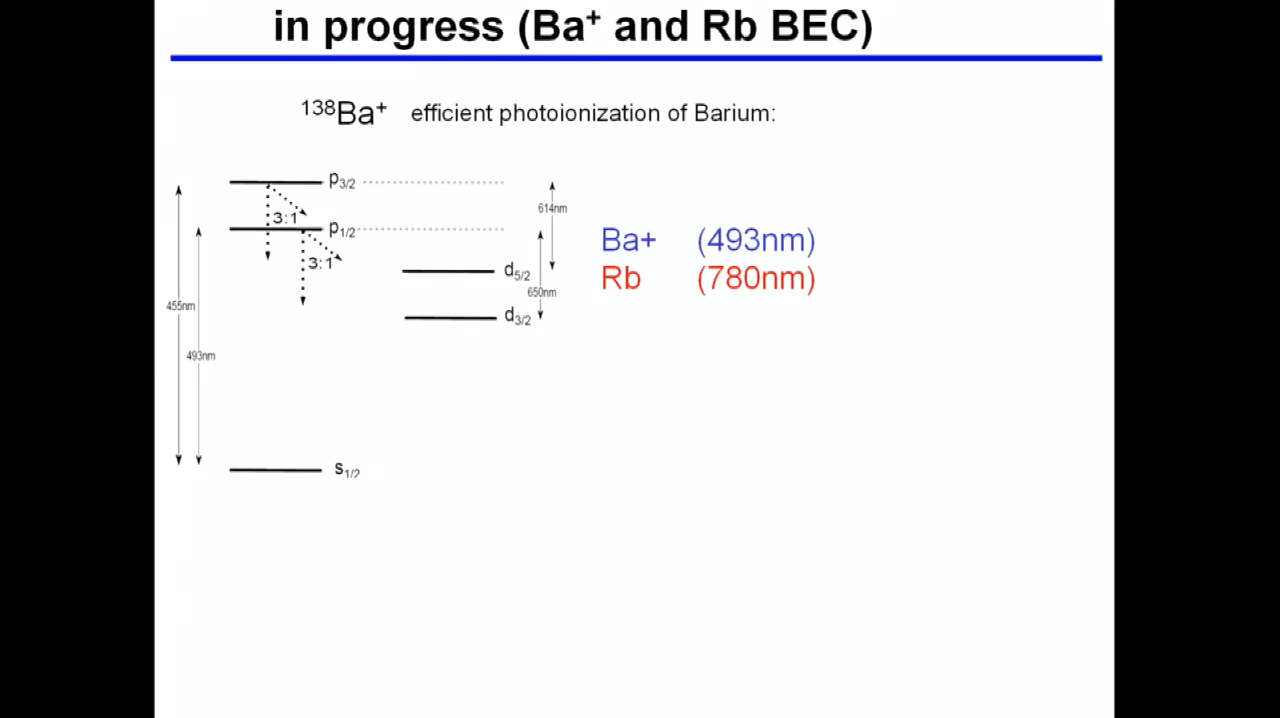 in progress (Ba⁺ and Rb BEC)
¹³⁸Ba⁺ efficient photoionization of Barium:
p₃/₂
614nm
3:1
p₁/₂
Ba+ (493nm)
3:1
d₅/₂
Rb (780nm)
650nm
455nm
d₃/₂
493nm
s₁/₂